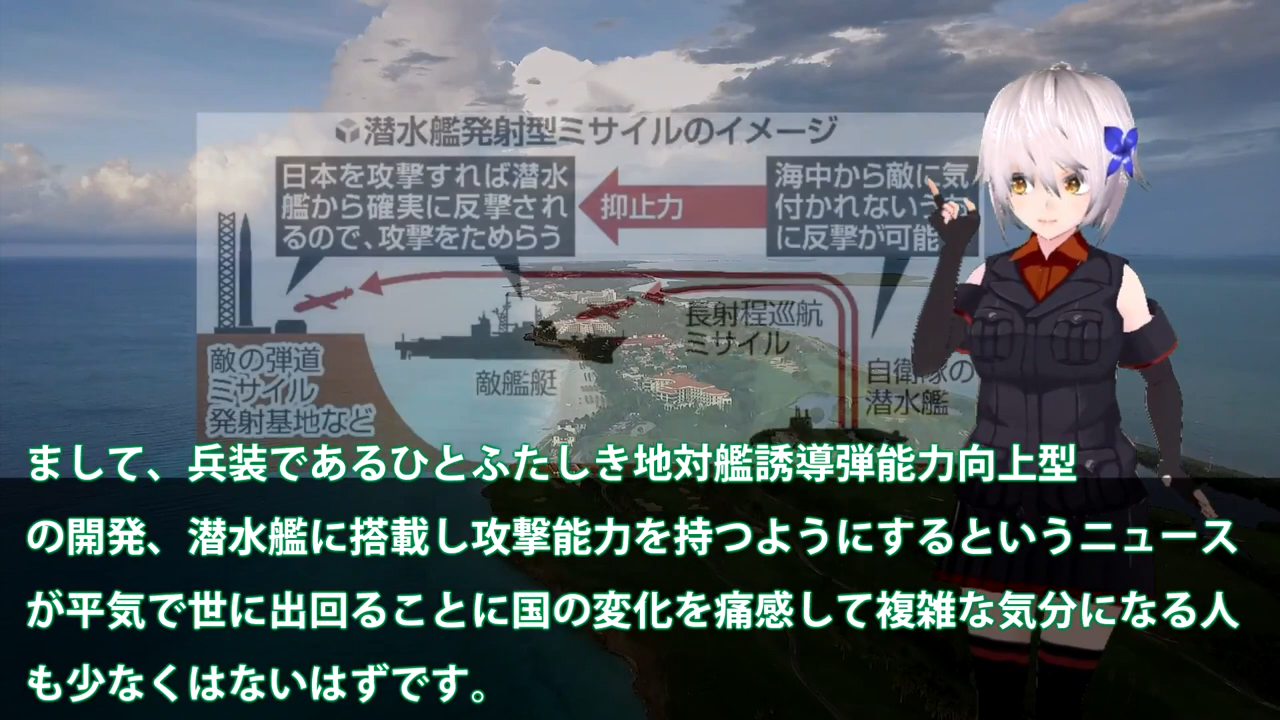 潜水艦発射型ミサイルのイメージ
日本を攻撃すれば潜水
艦から確実に反撃され
るので、攻撃をためらう
抑止力
海中から敵に気
付かれないう
に反撃が可能
長射程巡航
ミサイル
敵の弾道
ミサイル
発射基地など
敵艦艇
自衛隊の
潜水艦
まして、兵装であるひとふたしき地対艦誘導弾能力向上型
の開発、潜水艦に搭載し攻撃能力を持つようにするというニュース
が平気で世に出回ることに国の変化を痛感して複雑な気分になる人
も少なくはないはずです。